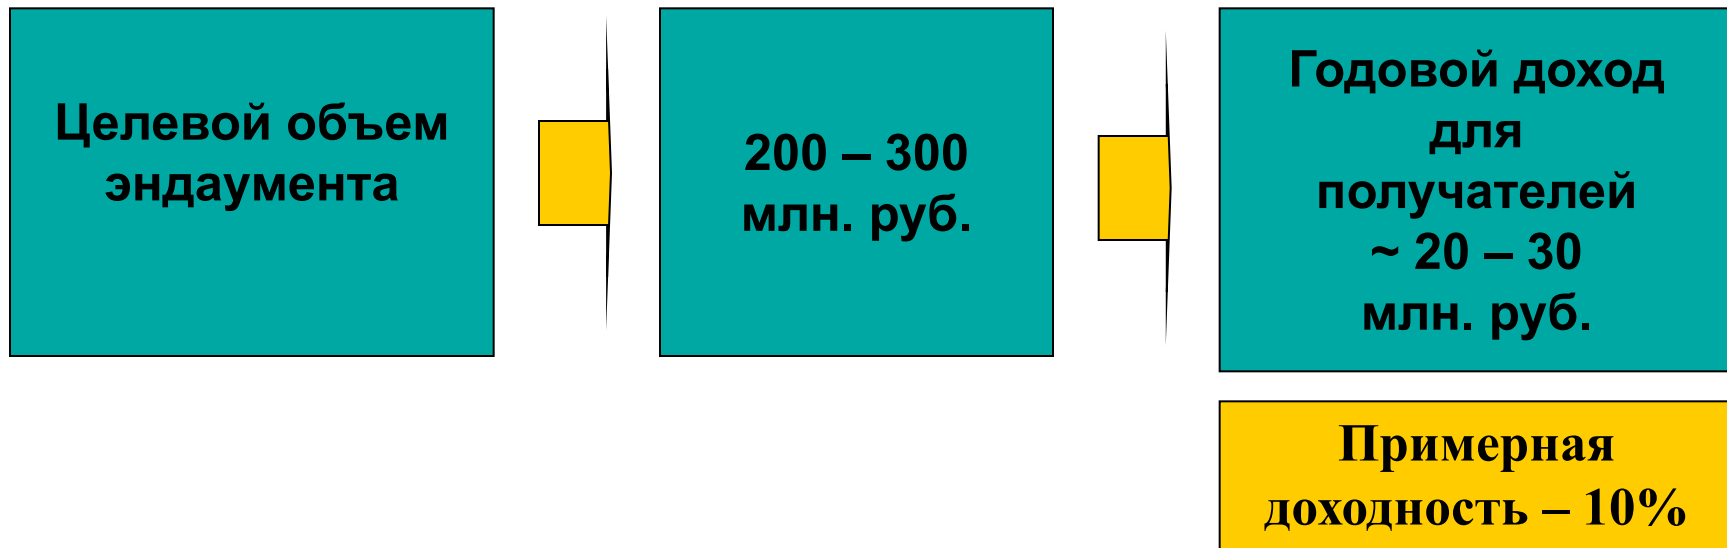 Целевой объем
эндаумента
200 – 300
млн. руб.
Годовой доход
для
получателей
~ 20 – 30
млн. руб.
Примерная
доходность – 10%